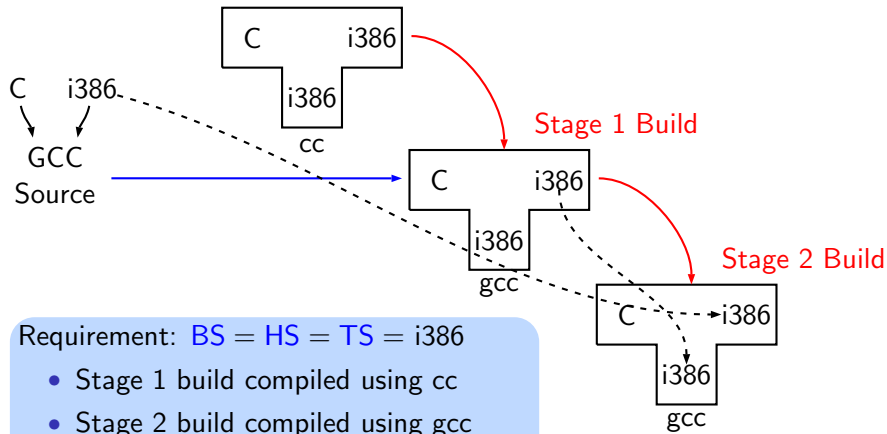 C i386
i386
cc
C i386
GCC
Source
Stage 1 Build
C i386
i386
gcc
Stage 2 Build
C i386
i386
gcc
Requirement: BS = HS = TS = i386
• Stage 1 build compiled using cc
• Stage 2 build compiled using gcc